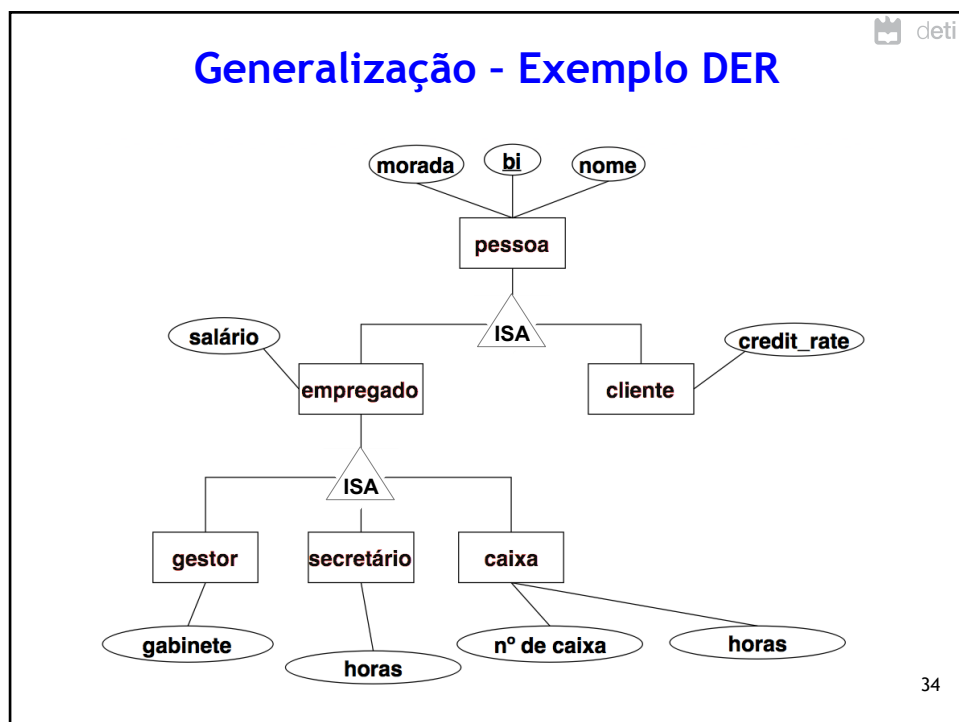 deti
Generalização – Exemplo DER
morada bi nome
pessoa
ISA
salário credit_rate
empregado cliente
ISA
gestor secretário caixa
gabinete nº de caixa horas
horas
34